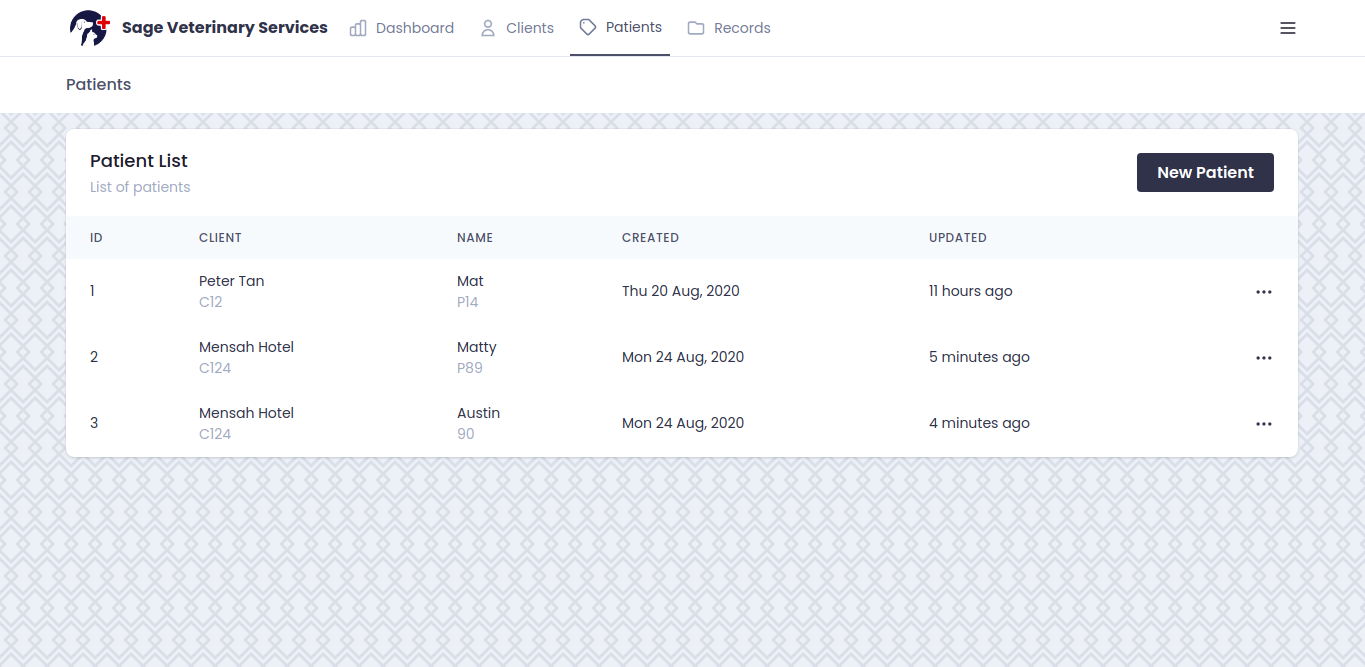 Sage Veterinary Services Dashboard Clients Patients Records
Patients
Patient List
List of patients
New Patient
ID CLIENT NAME CREATED UPDATED
1 Peter Tan Mat Thu 20 Aug, 2020 11 hours ago
C12 P14
2 Mensah Hotel Matty Mon 24 Aug, 2020 5 minutes ago
C124 P89
3 Mensah Hotel Austin Mon 24 Aug, 2020 4 minutes ago
C124 90